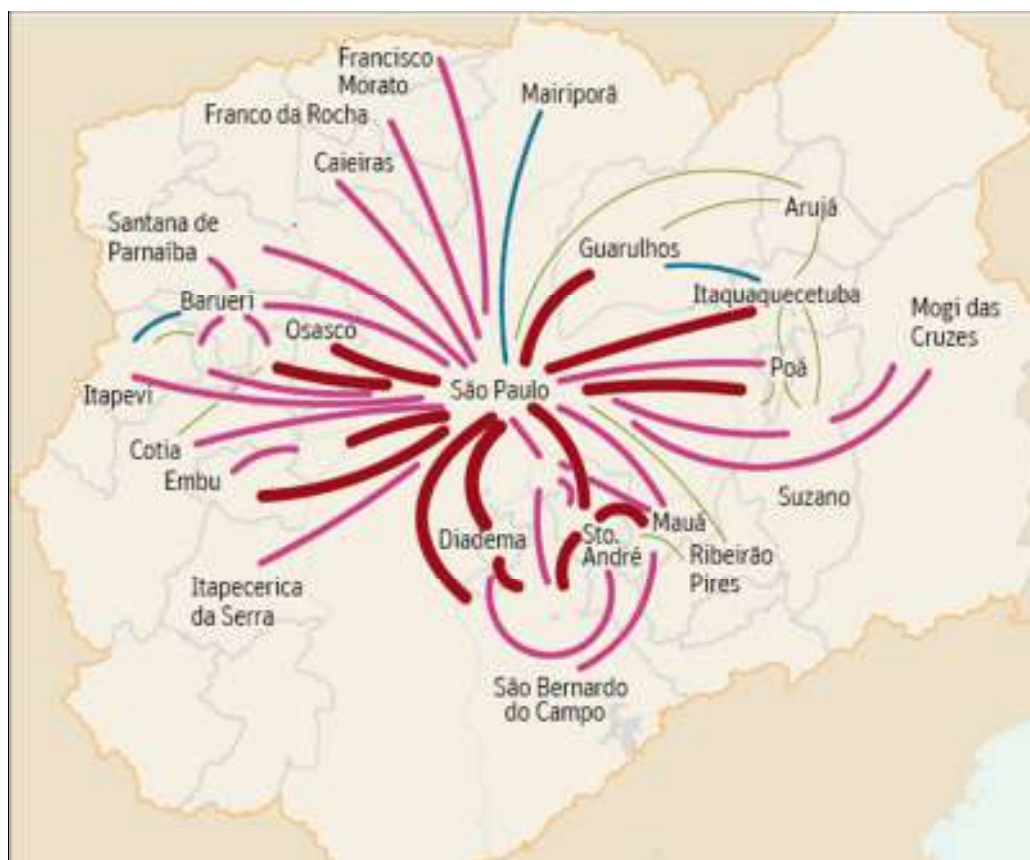 Francisco
Morato
Mairiporã
Franco da Rocha
Caieiras
Arujá
Santana de
Parnaíba
Guarulhos
Barueri
Itaquaquecetuba
Mogi das
Cruzes
Osasco
Poá
São Paulo
Itapevi
Cotia
Embu
Suzano
Mauá
Diadema
Sto.
André
Ribeirão
Pires
Itapecerica
da Serra
São Bernardo
do Campo